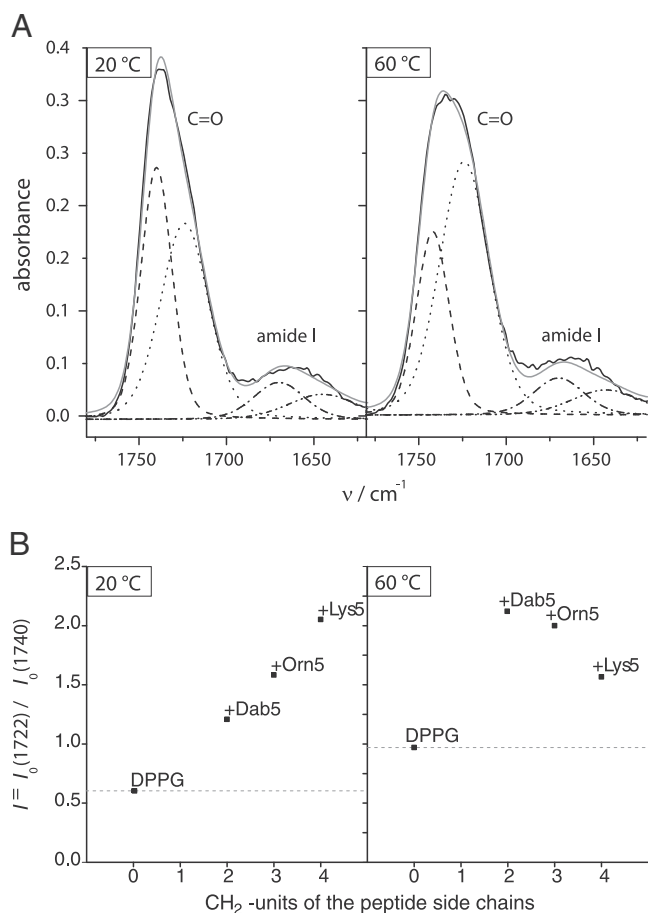 A
20 °C
60 °C
C=O
C=O
amide I
amide I
absorbance
0.4
0.3
0.3
0.2
0.2
0.1
0.1
0.0
1750 1700 1650
1750 1700 1650
ν / cm⁻¹
B
20 °C
60 °C
I = I₀(1722) / I₀(1740)
2.5
2.0
1.5
1.0
0.5
0.0
+Lys5
+Orn5
+Dab5
DPPG
+Dab5
+Orn5
+Lys5
DPPG
0 1 2 3 4
0 1 2 3 4
CH₂ -units of the peptide side chains